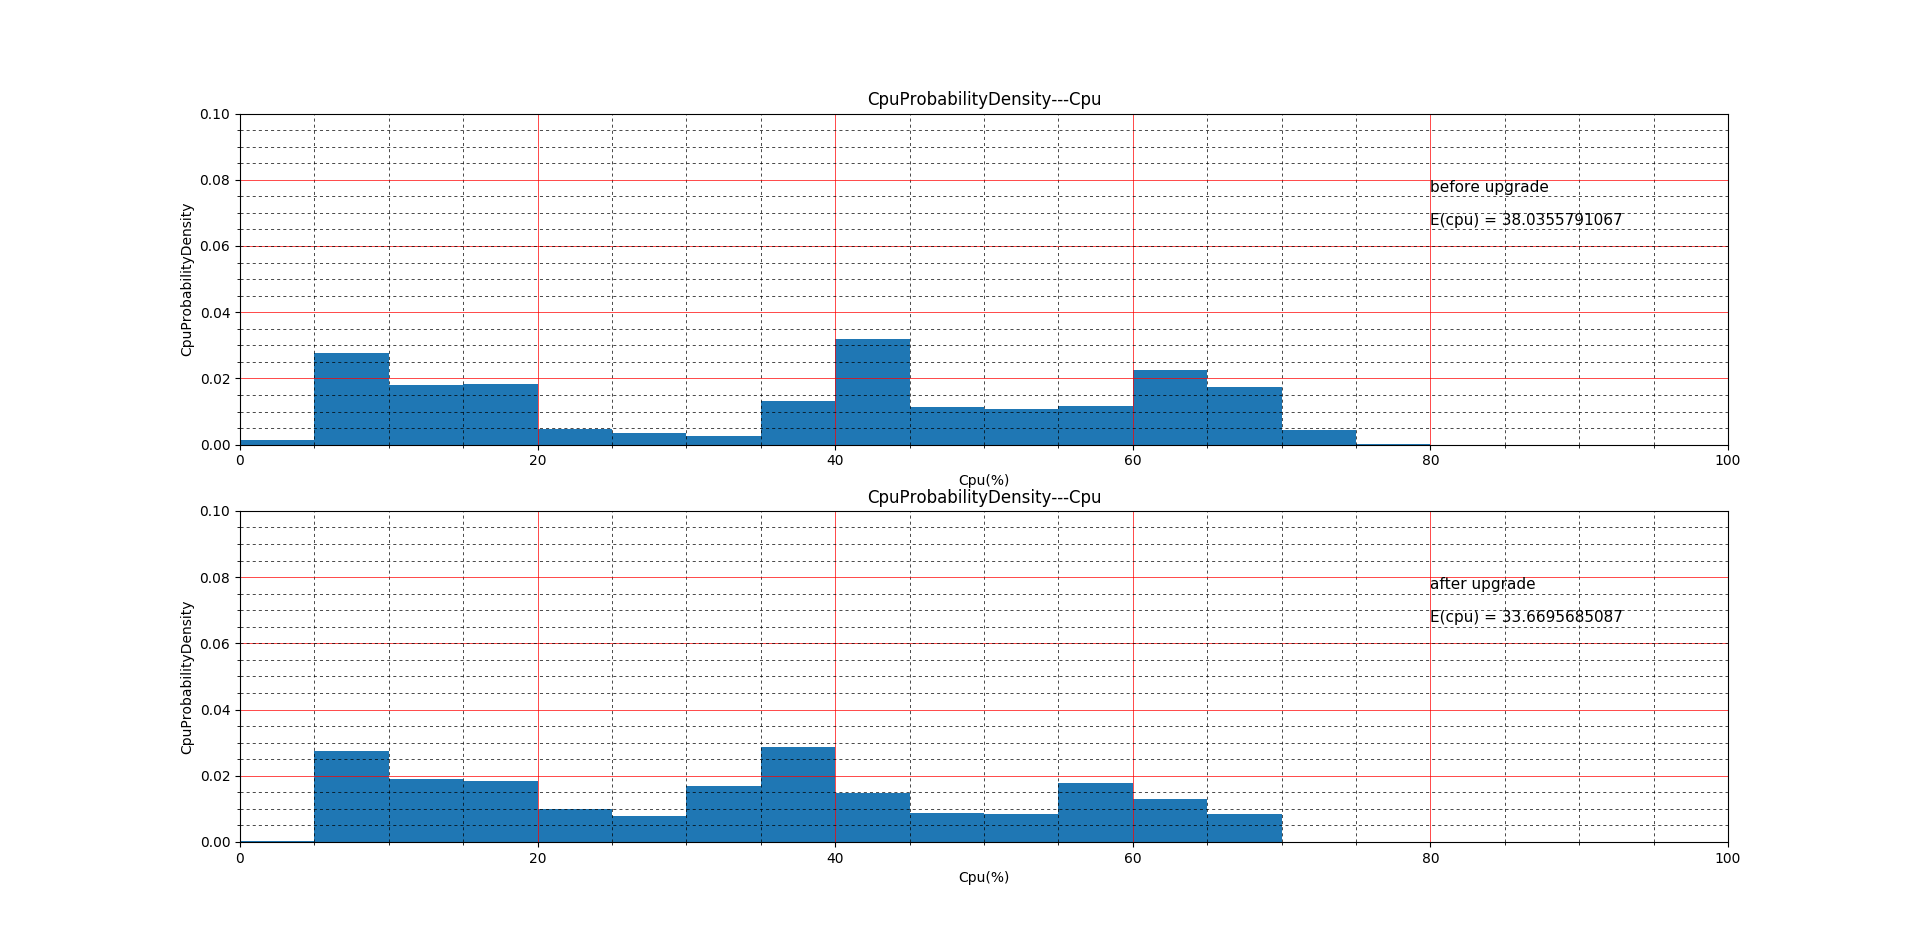 CpuProbabilityDensity---Cpu
CpuProbabilityDensity
0.10
0.08
0.06
0.04
0.02
0.00
before upgrade
E(cpu) = 38.0355791067
0 20 40 60 80 100
Cpu(%)
CpuProbabilityDensity---Cpu
CpuProbabilityDensity
0.10
0.08
0.06
0.04
0.02
0.00
after upgrade
E(cpu) = 33.6695685087
0 20 40 60 80 100
Cpu(%)